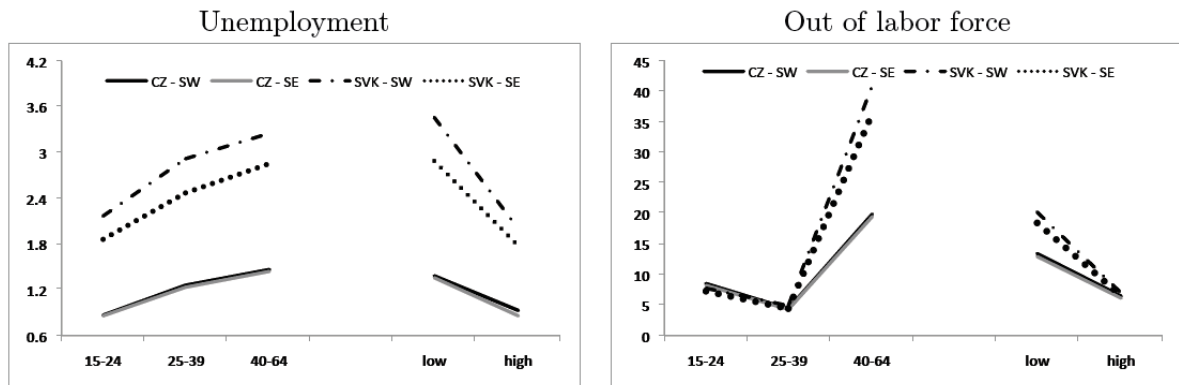 Unemployment
4.2
CZ - SW CZ - SE SVK - SW SVK - SE
3.6
3
2.4
1.8
1.2
0.6
15-24 25-39 40-64 low high
Out of labor force
45
CZ - SW CZ - SE SVK - SW SVK - SE
40
35
30
25
20
15
10
5
0
15-24 25-39 40-64 low high